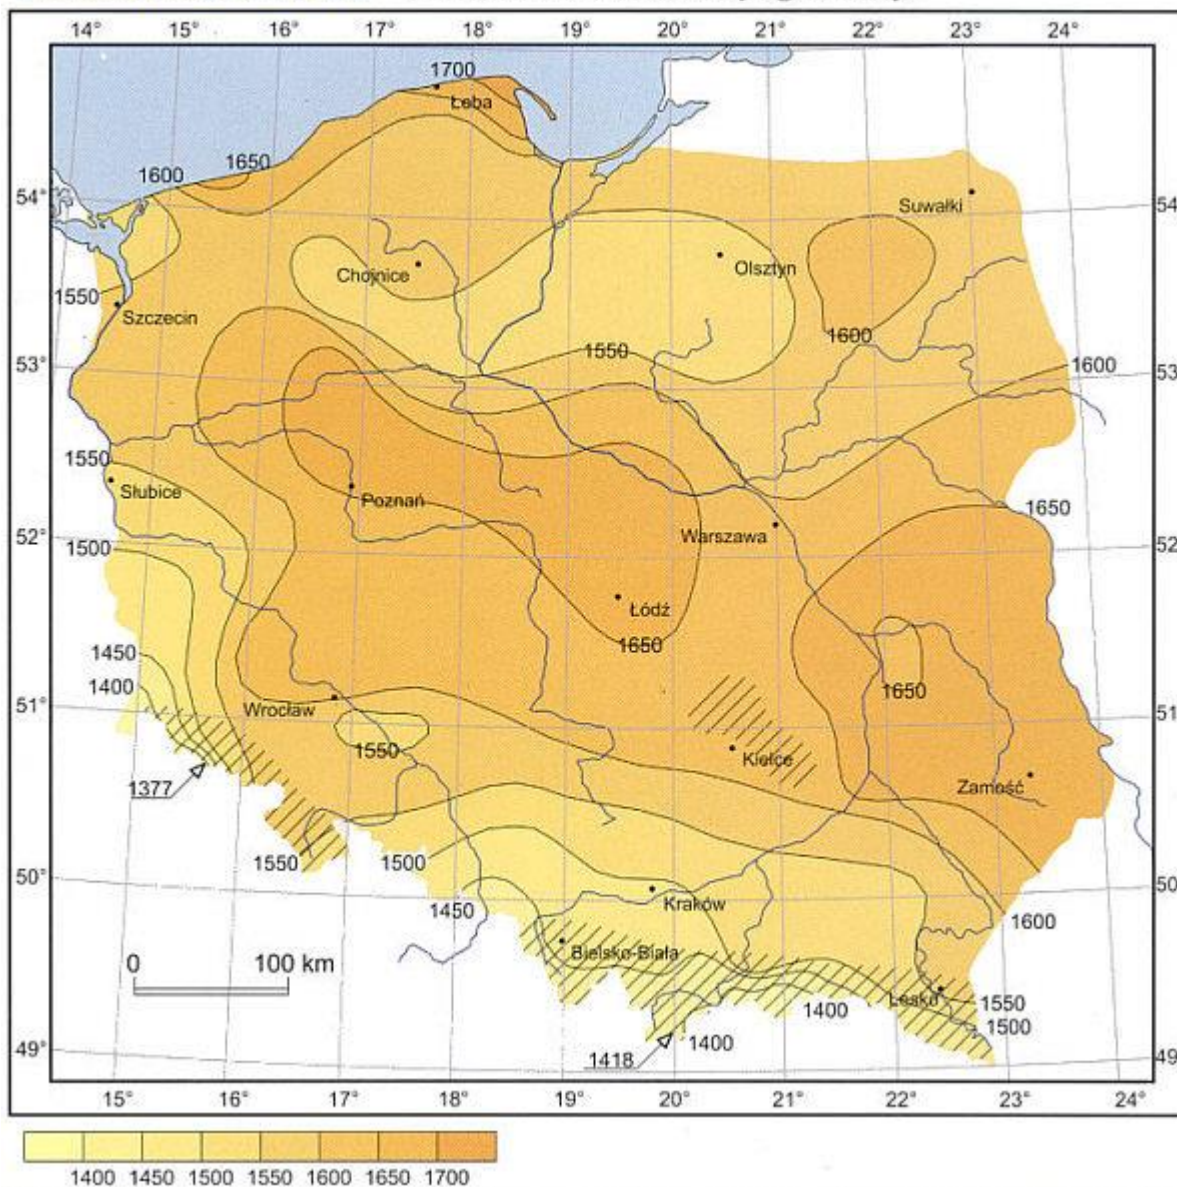 14° 15° 16° 17° 18° 19° 20° 21° 22° 23° 24°
1700
Łeba
1650
1600
54° 54
Suwałki
Chojnice
Olsztyn
1550
Szczecin
1600
1550
53° 1600 53
1550
Słubice
Poznań
1650
Warszawa
52° 52
1500
Łódź
1650
1450
1400
1650
51° Wrocław 51
1550
Kielce
1377
Zamość
1550
1500
50° 50
1450
Kraków
1600
Bielsko-Biała
0 100 km
Lesko
1550
1400
1500
49° 1400 49
1418
15° 16° 17° 18° 19° 20° 21° 22° 23° 24°
1400 1450 1500 1550 1600 1650 1700